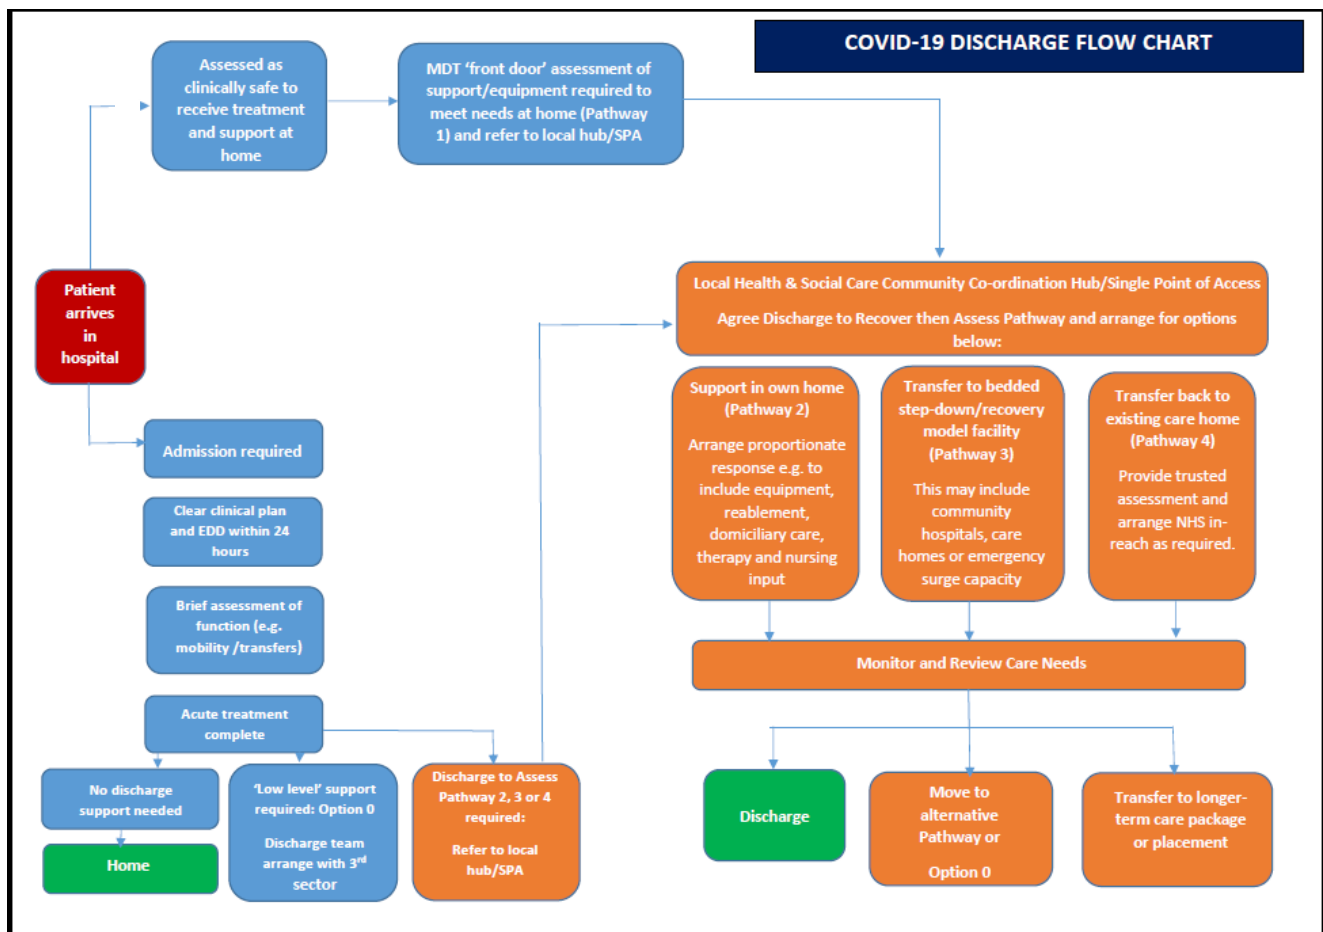 COVID-19 DISCHARGE FLOW CHART
Assessed as
clinically safe to
receive treatment
and support at
home
MDT ‘front door’ assessment of
support/equipment required to
meet needs at home (Pathway
1) and refer to local hub/SPA
Patient
arrives
in
hospital
Local Health & Social Care Community Co-ordination Hub/Single Point of Access
Agree Discharge to Recover then Assess Pathway and arrange for options
below:
Support in own home
(Pathway 2)
Arrange proportionate
response e.g. to
include equipment,
reablement,
domiciliary care,
therapy and nursing
input
Transfer to bedded
step-down/recovery
model facility
(Pathway 3)
This may include
community
hospitals, care
homes or emergency
surge capacity
Transfer back to
existing care home
(Pathway 4)
Provide trusted
assessment and
arrange NHS in-
reach as required.
Admission required
Clear clinical plan
and EDD within 24
hours
Brief assessment of
function (e.g.
mobility /transfers)
Acute treatment
complete
No discharge
support needed
Home
‘Low level’ support
required: Option 0
Discharge team
arrange with 3rd
sector
Discharge to Assess
Pathway 2, 3 or 4
required:
Refer to local
hub/SPA
Monitor and Review Care Needs
Discharge
Move to
alternative
Pathway or
Option 0
Transfer to longer-
term care package
or placement